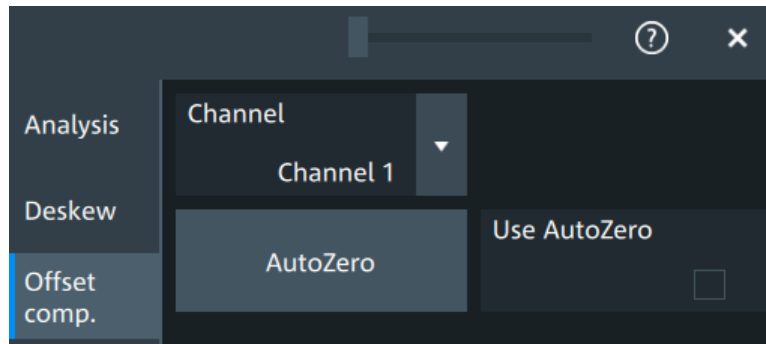 ?
Analysis
Deskew
Offset
comp.
Channel
Channel 1
AutoZero
Use AutoZero